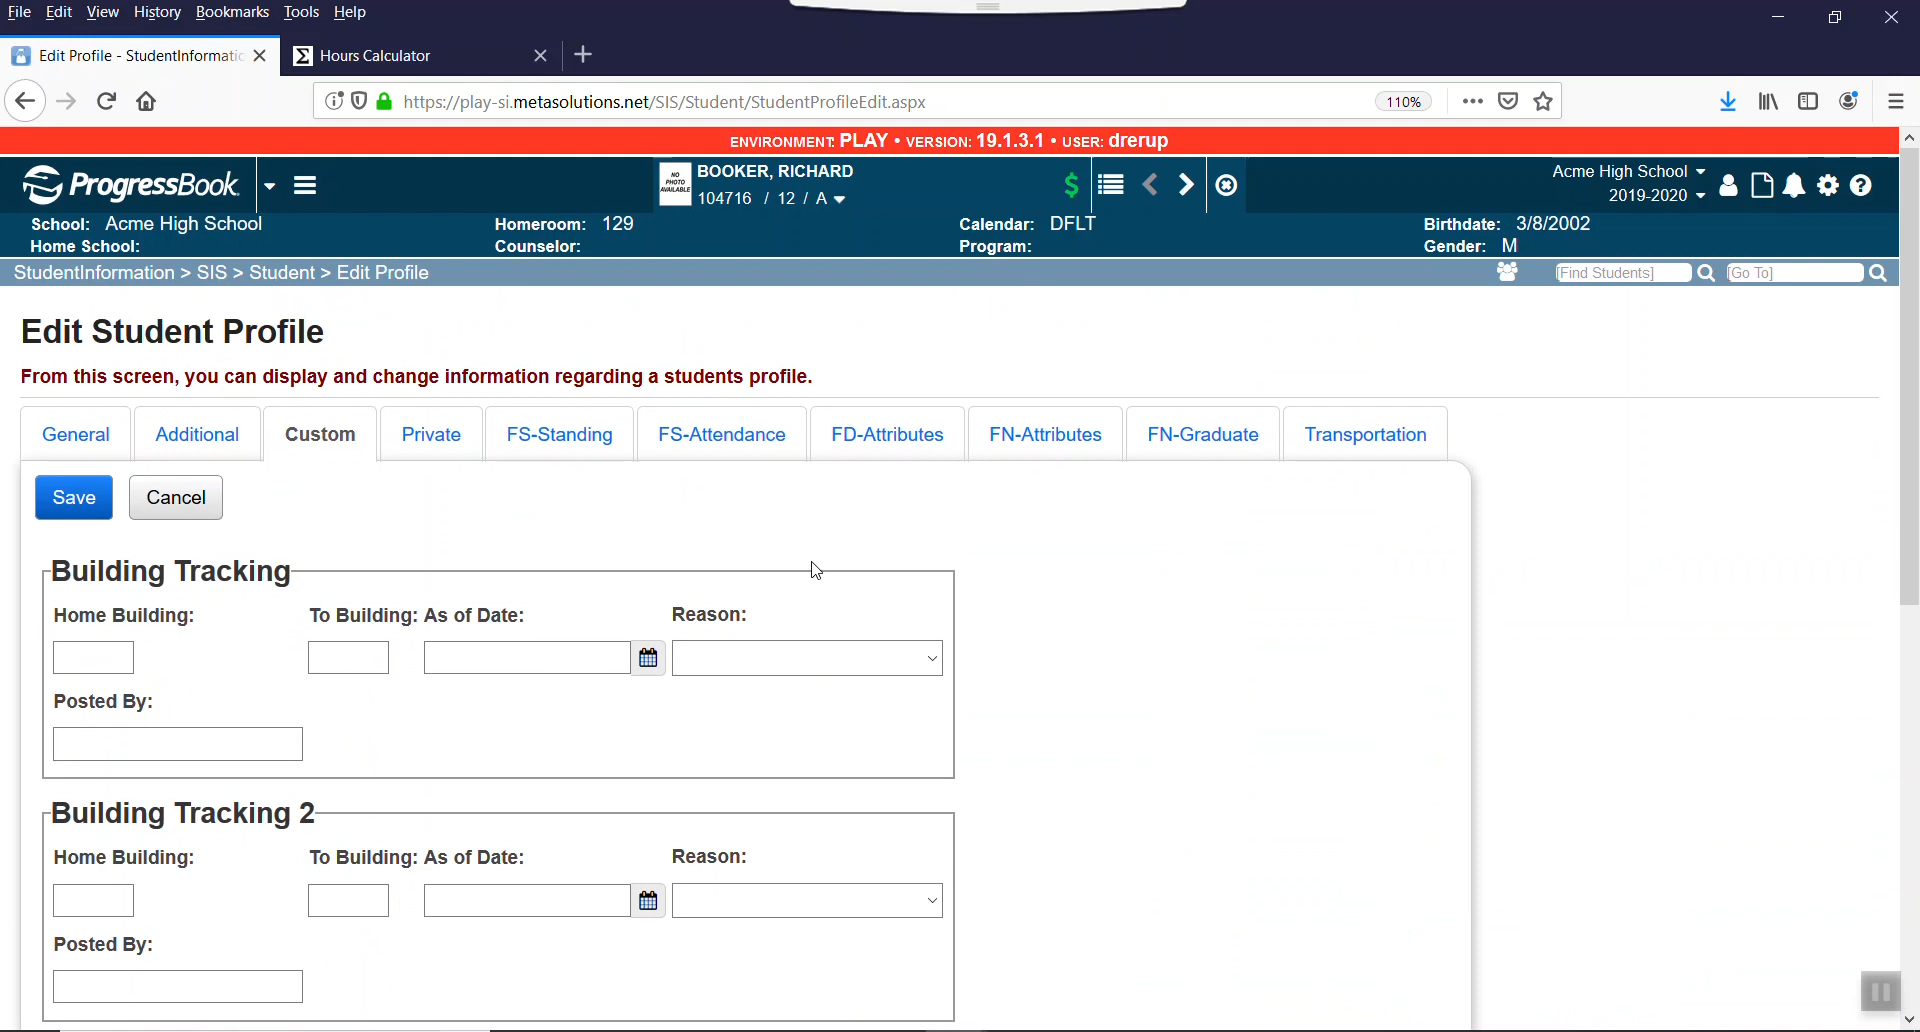 File Edit View History Bookmarks Tools Help
Edit Profile - StudentInformatic Hours Calculator
https://play-si.metasolutions.net/SIS/Student/StudentProfileEdit.aspx 110%
ENVIRONMENT: PLAY • VERSION: 19.1.3.1 • USER: drerup
ProgressBook NO PHOTO AVAILABLE BOOKER, RICHARD Acme High School
104716 / 12 / A 2019-2020
School: Acme High School Homeroom: 129 Calendar: DFLT Birthdate: 3/8/2002
Home School: Counselor: Program: Gender: M
StudentInformation > SIS > Student > Edit Profile [Find Students] [Go To]
Edit Student Profile
From this screen, you can display and change information regarding a students profile.
General Additional Custom Private FS-Standing FS-Attendance FD-Attributes FN-Attributes FN-Graduate Transportation
Save Cancel
Building Tracking
Home Building: To Building: As of Date: Reason:
Posted By:
Building Tracking 2
Home Building: To Building: As of Date: Reason:
Posted By: